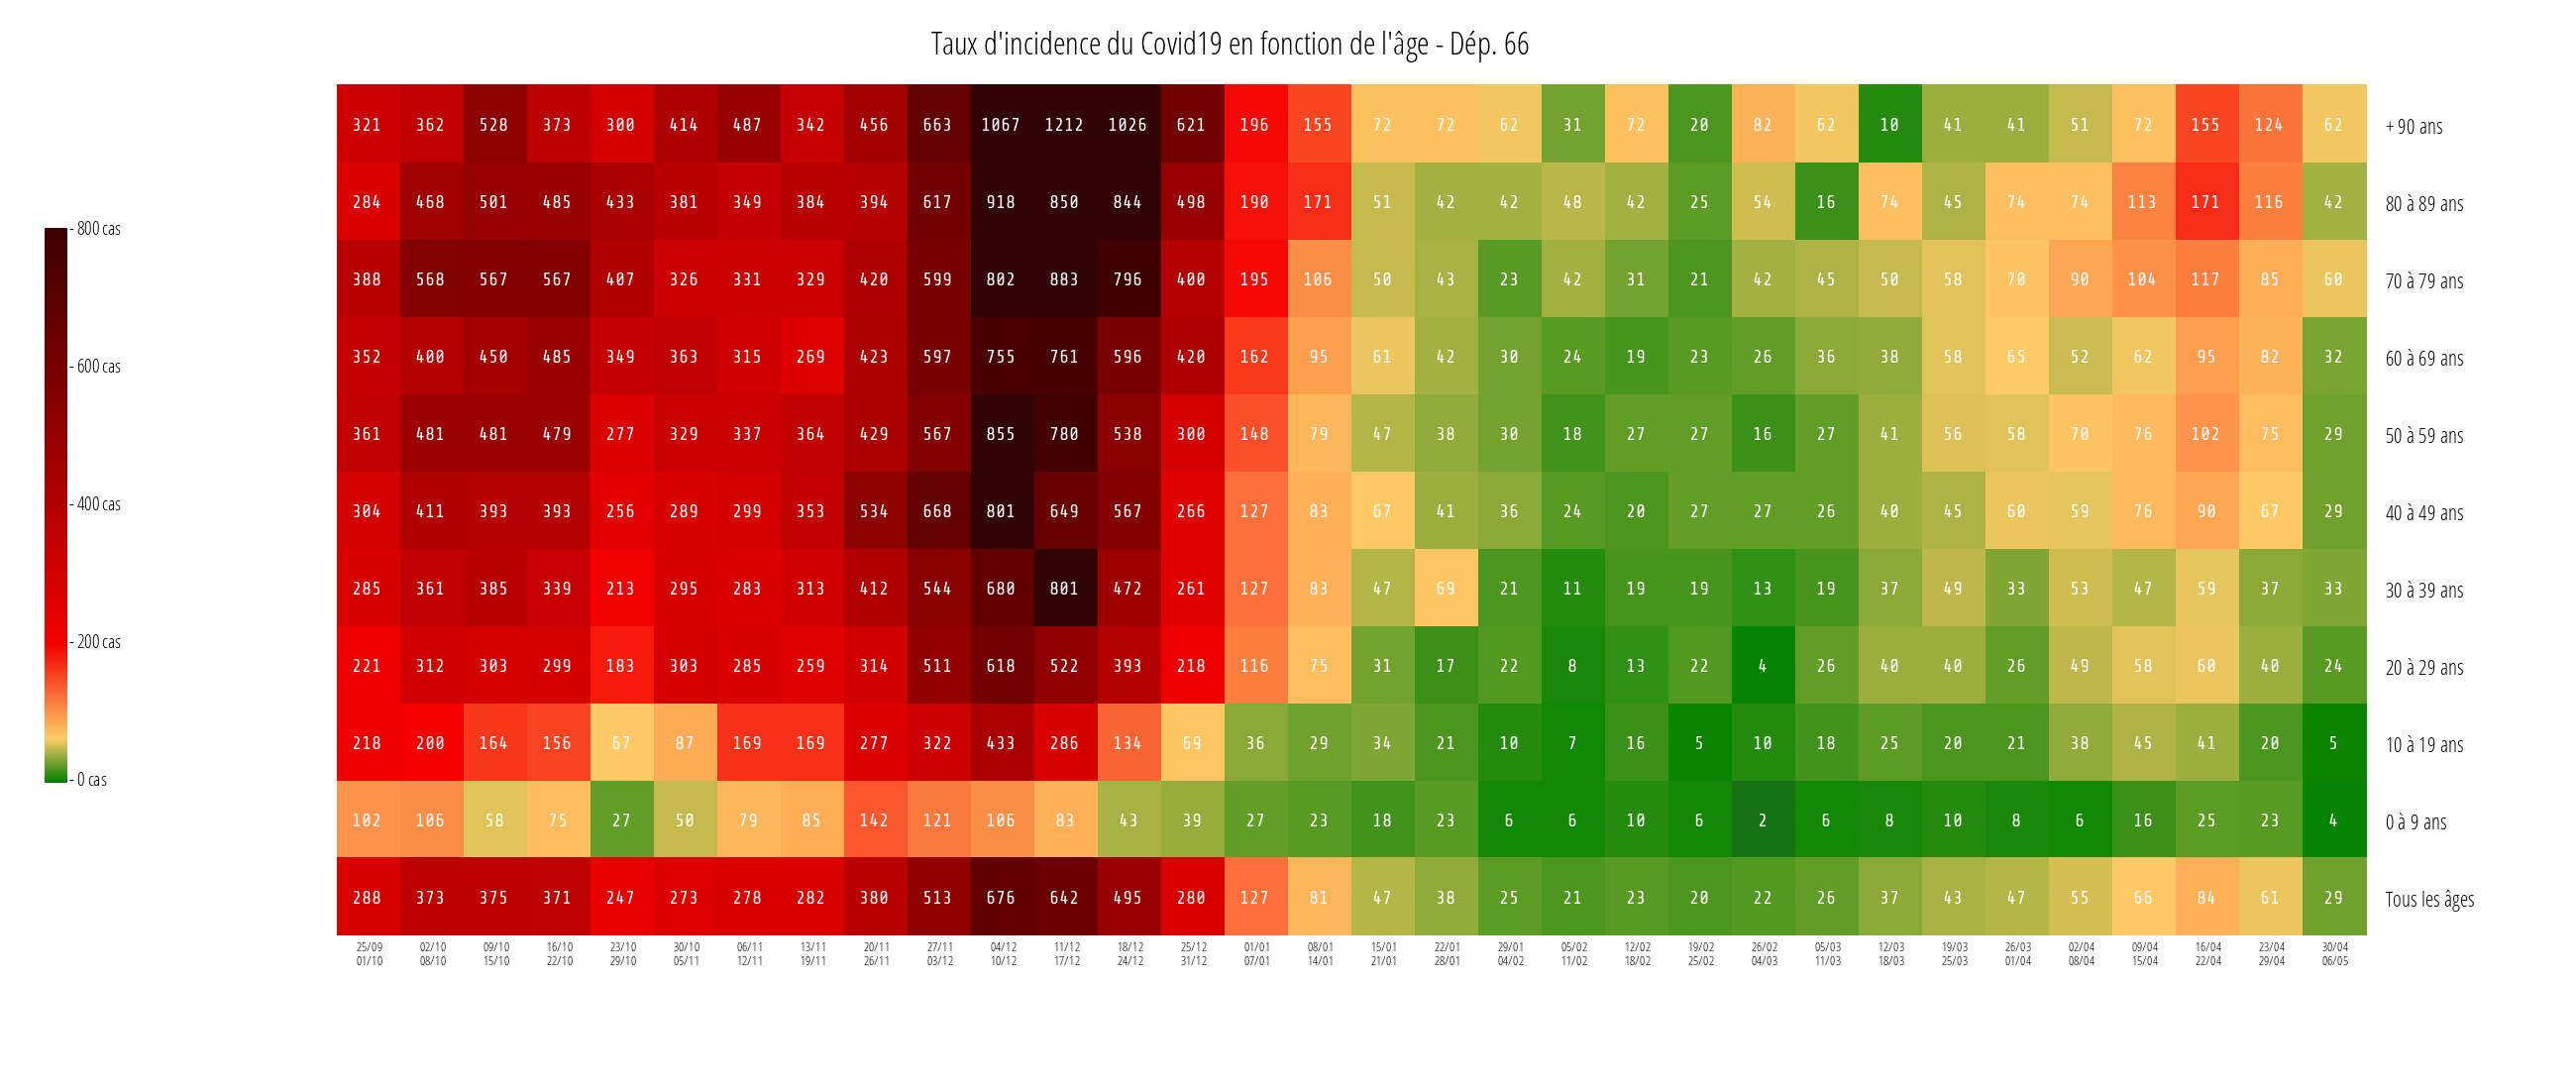 Taux d'incidence du Covid19 en fonction de l'âge - Dép. 66
- 800 cas
- 600 cas
- 400 cas
- 200 cas
- 0 cas
321 362 528 373 300 414 487 342 456 663 1067 1212 1026 621 196 155 72 72 62 31 72 20 82 62 10 41 41 51 72 155 124 62 + 90 ans
284 468 501 485 433 381 349 384 394 617 918 850 844 498 190 171 51 42 42 48 42 25 54 16 74 45 74 74 113 171 116 42 80 à 89 ans
388 568 567 567 407 326 331 329 420 599 802 883 796 400 195 106 50 43 23 42 31 21 42 45 50 58 70 90 104 117 85 60 70 à 79 ans
352 400 450 485 349 363 315 269 423 597 755 761 596 420 162 95 61 42 30 24 19 23 26 36 38 58 65 52 62 95 82 32 60 à 69 ans
361 481 481 479 277 329 337 364 429 567 855 780 538 300 148 79 47 38 30 18 27 27 16 27 41 56 58 70 76 102 75 29 50 à 59 ans
304 411 393 393 256 289 299 353 534 668 801 649 567 266 127 83 67 41 36 24 20 27 27 26 40 45 60 59 76 90 67 29 40 à 49 ans
285 361 385 339 213 295 283 313 412 544 680 801 472 261 127 83 47 69 21 11 19 19 13 19 37 49 33 53 47 59 37 33 30 à 39 ans
221 312 303 299 183 303 285 259 314 511 618 522 393 218 116 75 31 17 22 8 13 22 4 26 40 40 26 49 58 60 40 24 20 à 29 ans
218 200 164 156 67 87 169 169 277 322 433 286 134 69 36 29 34 21 10 7 16 5 10 18 25 20 21 38 45 41 20 5 10 à 19 ans
102 106 58 75 27 50 79 85 142 121 106 83 43 39 27 23 18 23 6 6 10 6 2 6 8 10 8 6 16 25 23 4 0 à 9 ans
288 373 375 371 247 273 278 282 380 513 676 642 495 280 127 81 47 38 25 21 23 20 22 26 37 43 47 55 66 84 61 29 Tous les âges
25/09 02/10 09/10 16/10 23/10 30/10 06/11 13/11 20/11 27/11 04/12 11/12 18/12 25/12 01/01 08/01 15/01 22/01 29/01 05/02 12/02 19/02 26/02 05/03 12/03 19/03 26/03 02/04 09/04 16/04 23/04 30/04
01/10 08/10 15/10 22/10 29/10 05/11 12/11 19/11 26/11 03/12 10/12 17/12 24/12 31/12 07/01 14/01 21/01 28/01 04/02 11/02 18/02 25/02 04/03 11/03 18/03 25/03 01/04 08/04 15/04 22/04 29/04 06/05